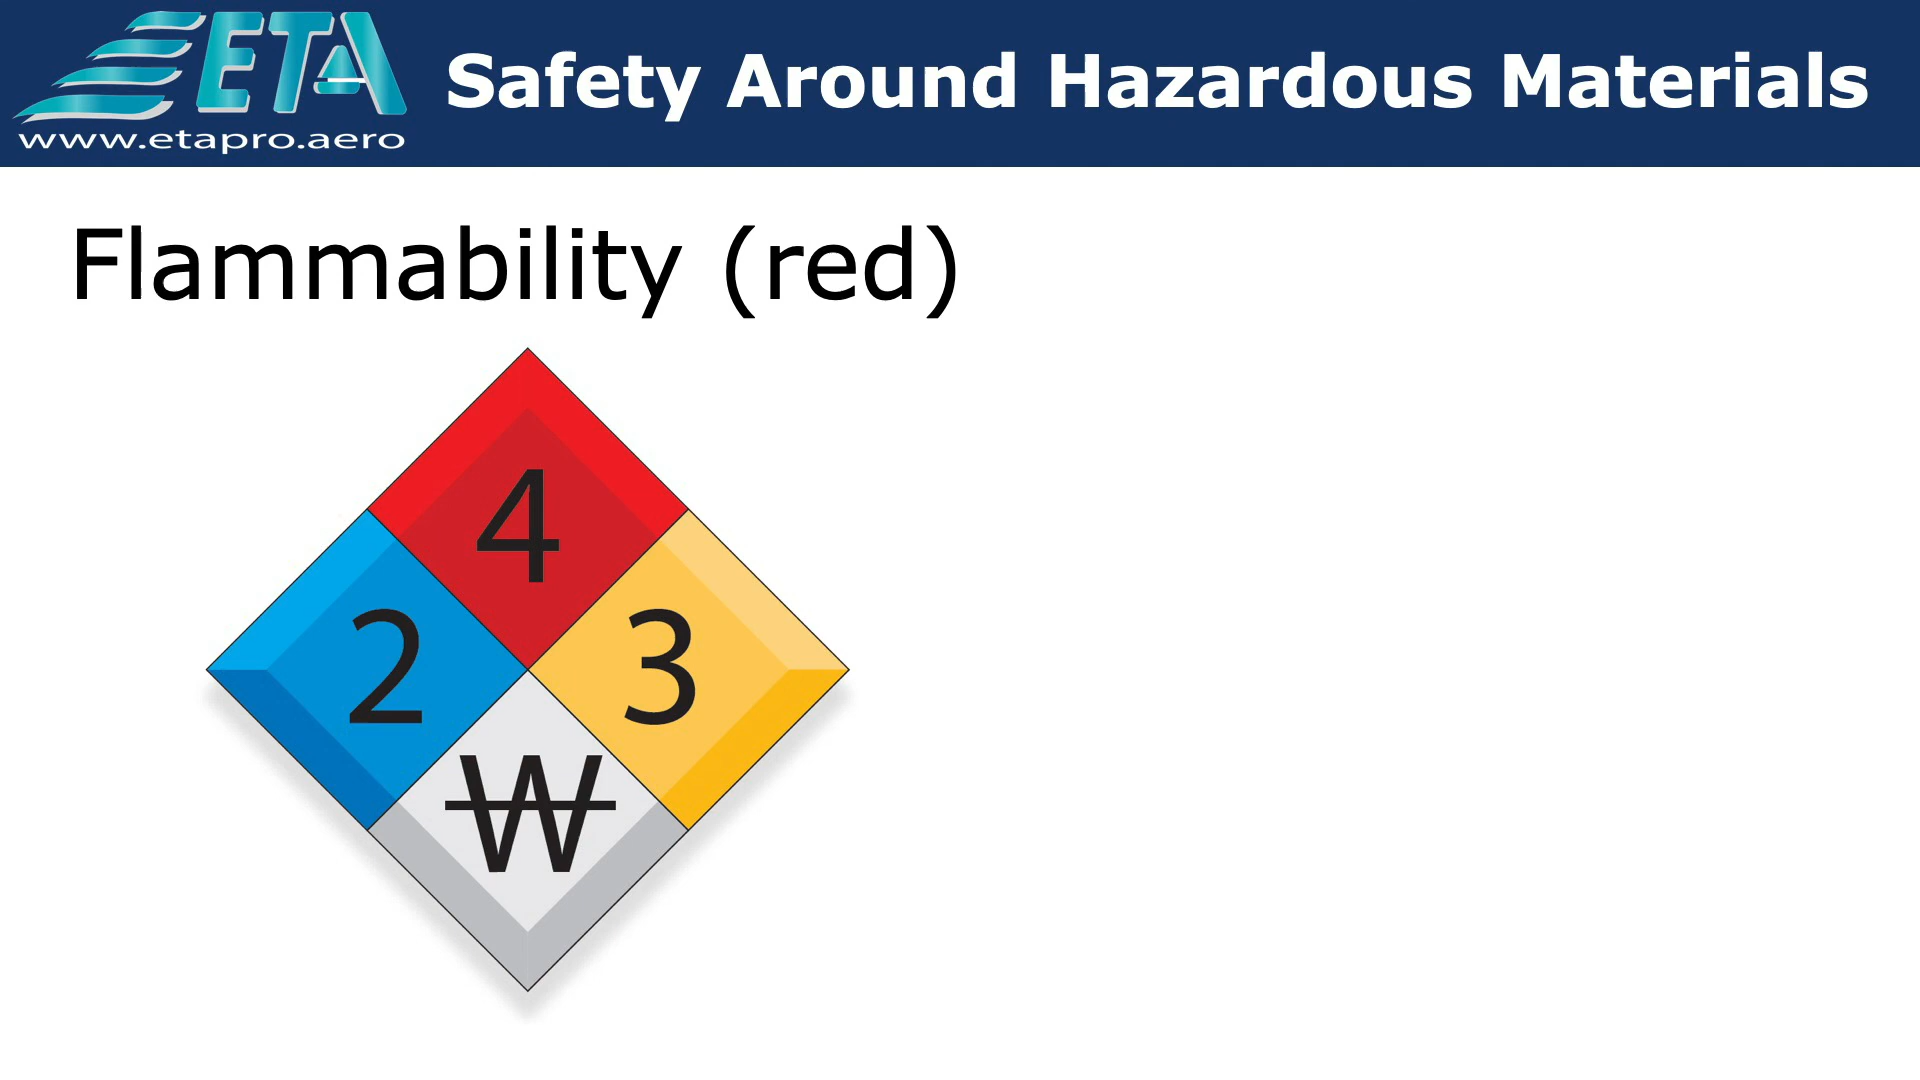 ETA
www.etapro.aero
Safety Around Hazardous Materials
Flammability (red)
4
2
3
W